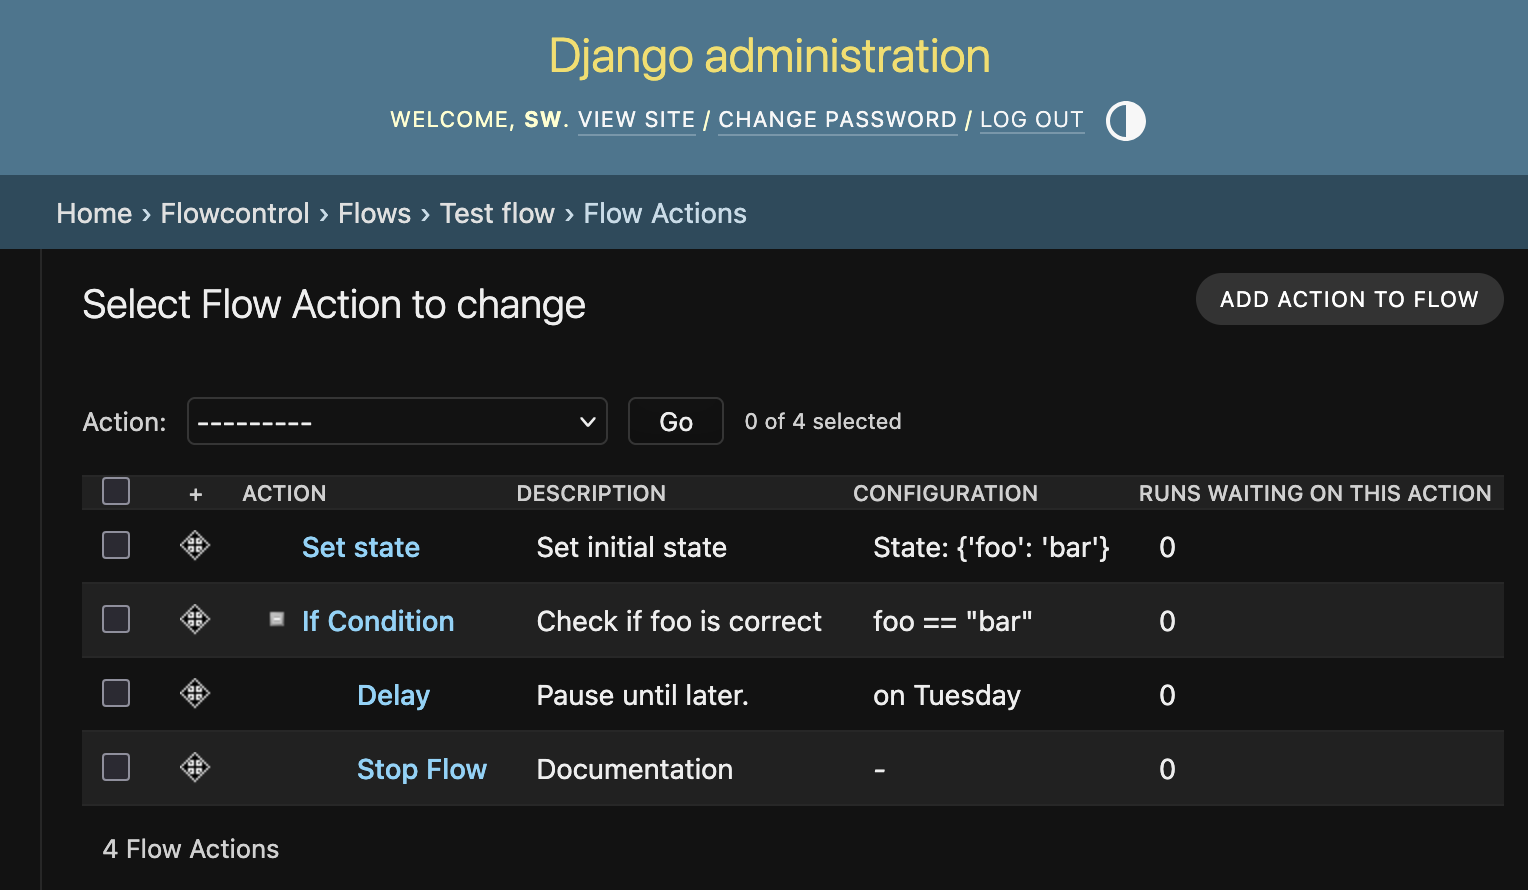 Django administration
WELCOME, SW. VIEW SITE / CHANGE PASSWORD / LOG OUT
Home › Flowcontrol › Flows › Test flow › Flow Actions
Select Flow Action to change
ADD ACTION TO FLOW
Action: --------- Go 0 of 4 selected
+ ACTION DESCRIPTION CONFIGURATION RUNS WAITING ON THIS ACTION
Set state Set initial state State: {'foo': 'bar'} 0
If Condition Check if foo is correct foo == "bar" 0
Delay Pause until later. on Tuesday 0
Stop Flow Documentation - 0
4 Flow Actions